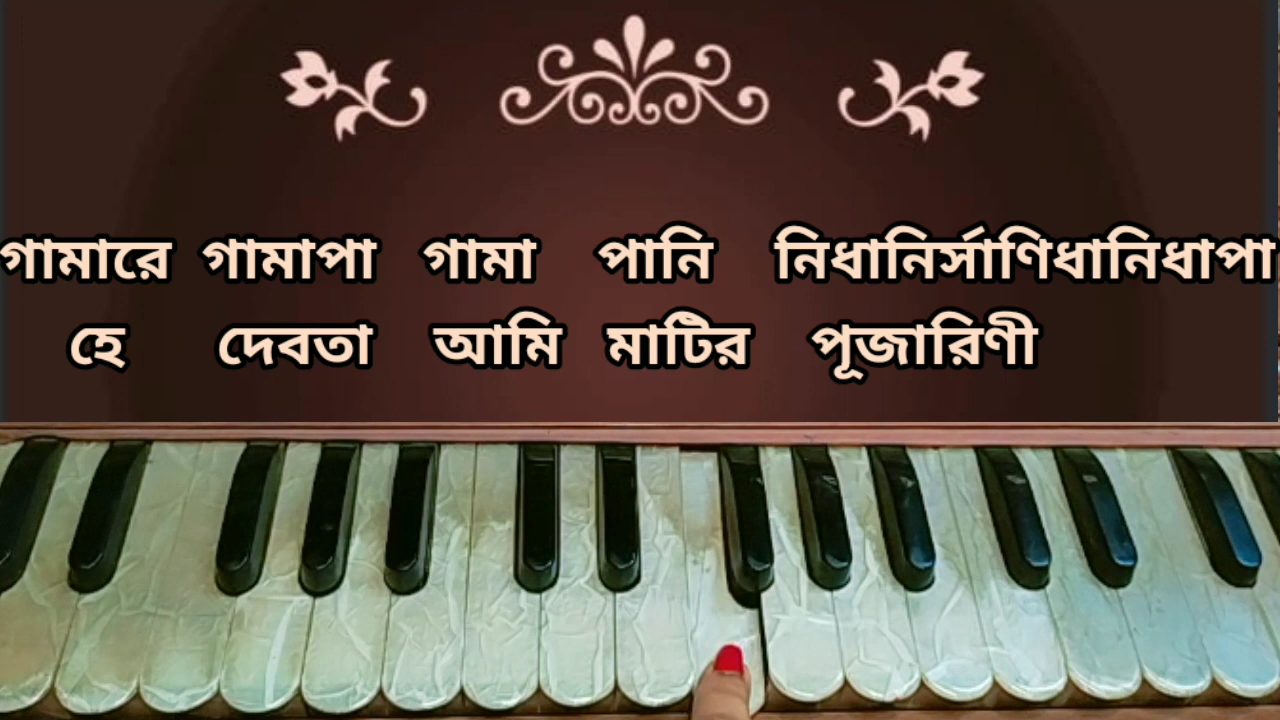 গামারে গামাপা গামা পানি নিধানির্সাণিধানিধাপা
হে দেবতা আমি মাটির পূজারিণী